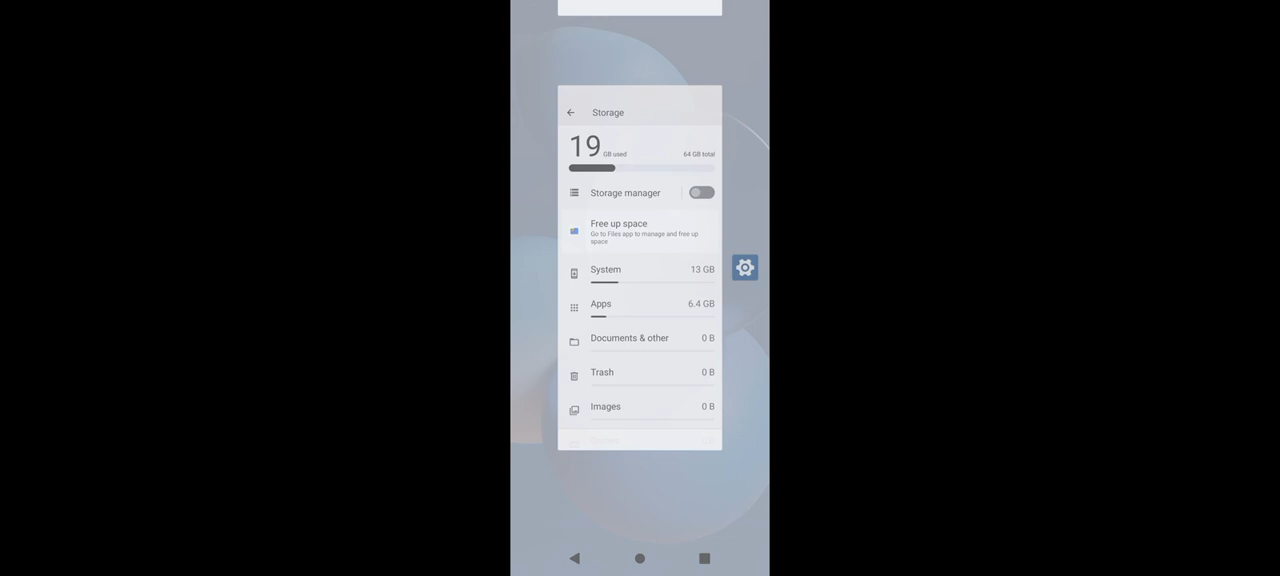 Storage
19 GB used 64 GB total
Storage manager
Free up space
Go to Files app to manage and free up
space
System 13 GB
Apps 6.4 GB
Documents & other 0 B
Trash 0 B
Images 0 B